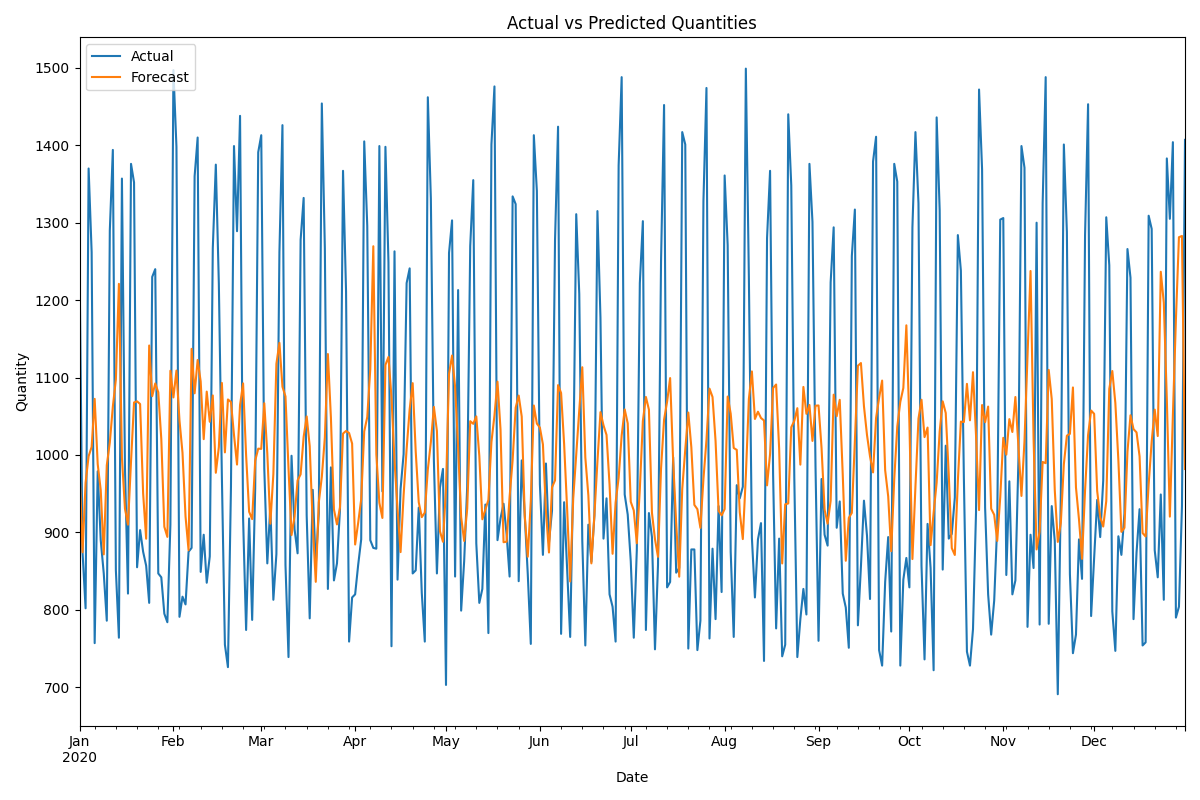 Actual vs Predicted Quantities
Actual
Forecast
1500
1400
1300
1200
1100
1000
900
800
700
Quantity
Jan Feb Mar Apr May Jun Jul Aug Sep Oct Nov Dec
2020
Date